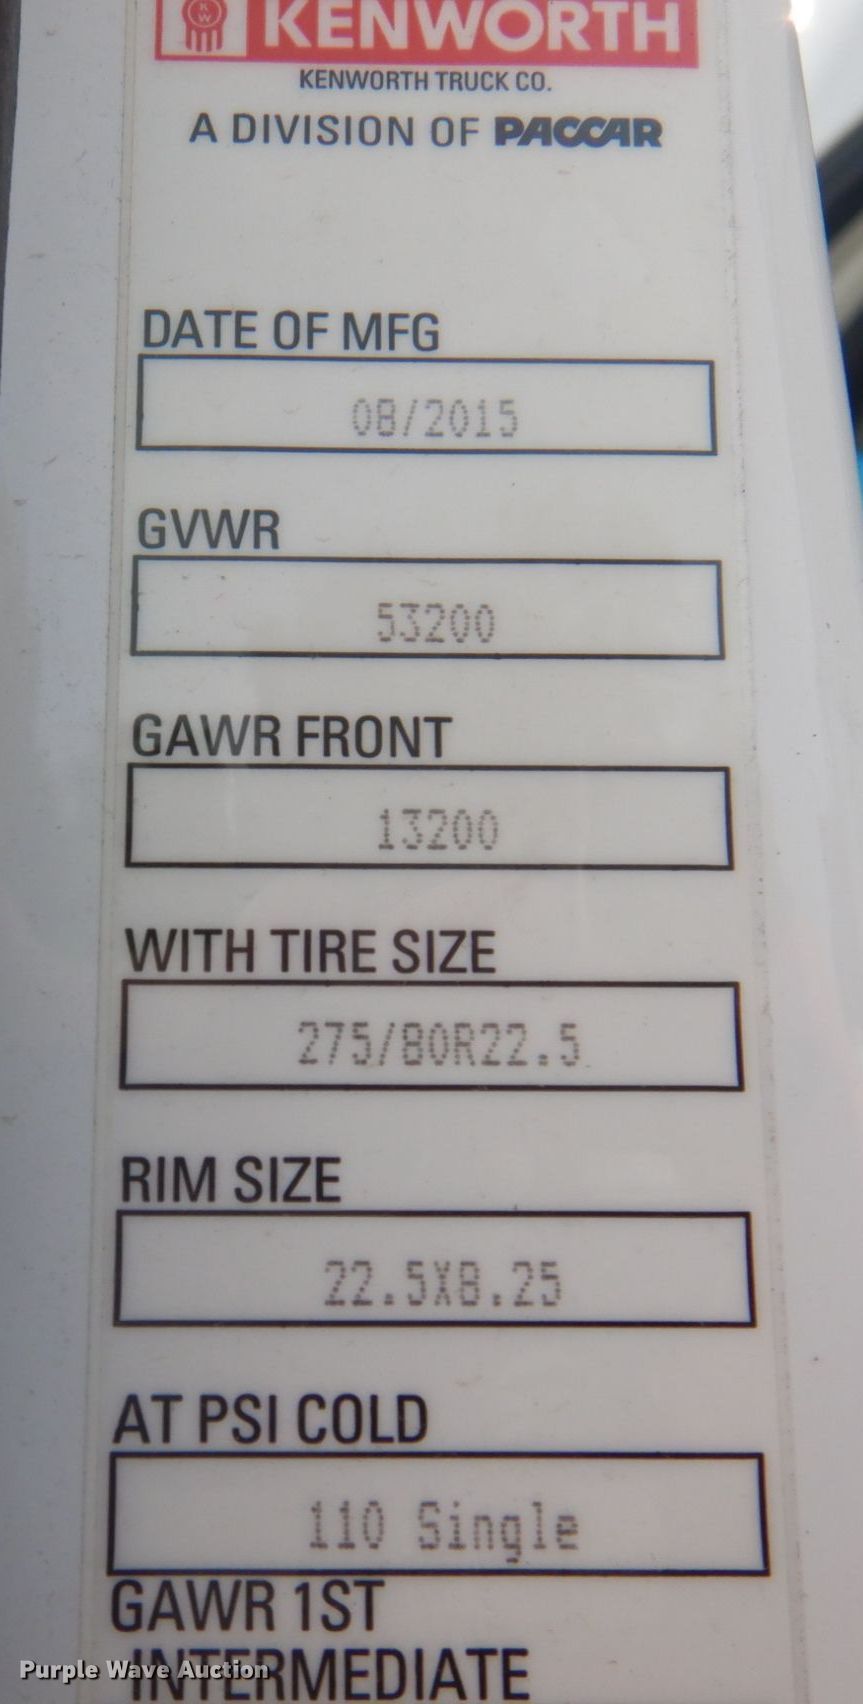 KW KENWORTH
KENWORTH TRUCK CO.
A DIVISION OF PACCAR
DATE OF MFG
08/2015
GVWR
53200
GAWR FRONT
13200
WITH TIRE SIZE
275/80R22.5
RIM SIZE
22.5X8.25
AT PSI COLD
110 Single
GAWR 1ST
INTERMEDIATE
Purple Wave Auction